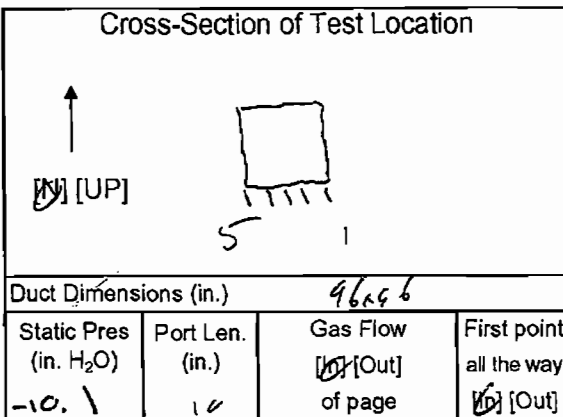 Cross-Section of Test Location
[N] [UP]
5 1
Duct Dimensions (in.) 96x96
Static Pres (in. H₂O)
-10.1
Port Len. (in.)
Gas Flow
[In] [Out]
of page
First point
all the way
[In] [Out]